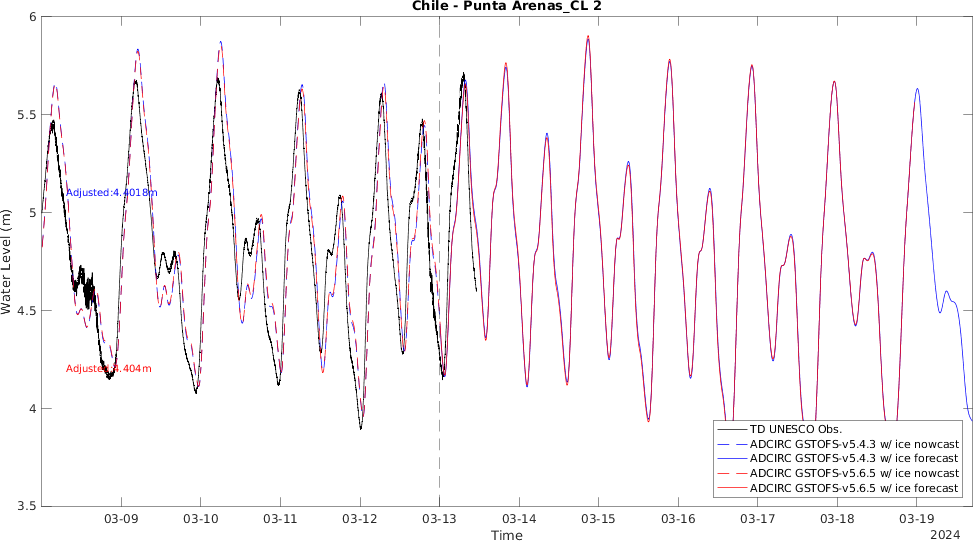 Chile - Punta Arenas_CL 2
6
5.5
5
4.5
4
3.5
Water Level (m)
Adjusted:4.4018m
Adjusted:4.404m
TD UNESCO Obs.
ADCIRC GSTOFS-v5.4.3 w/ ice nowcast
ADCIRC GSTOFS-v5.4.3 w/ ice forecast
ADCIRC GSTOFS-v5.6.5 w/ ice nowcast
ADCIRC GSTOFS-v5.6.5 w/ ice forecast
03-09 03-10 03-11 03-12 03-13 03-14 03-15 03-16 03-17 03-18 03-19
Time
2024